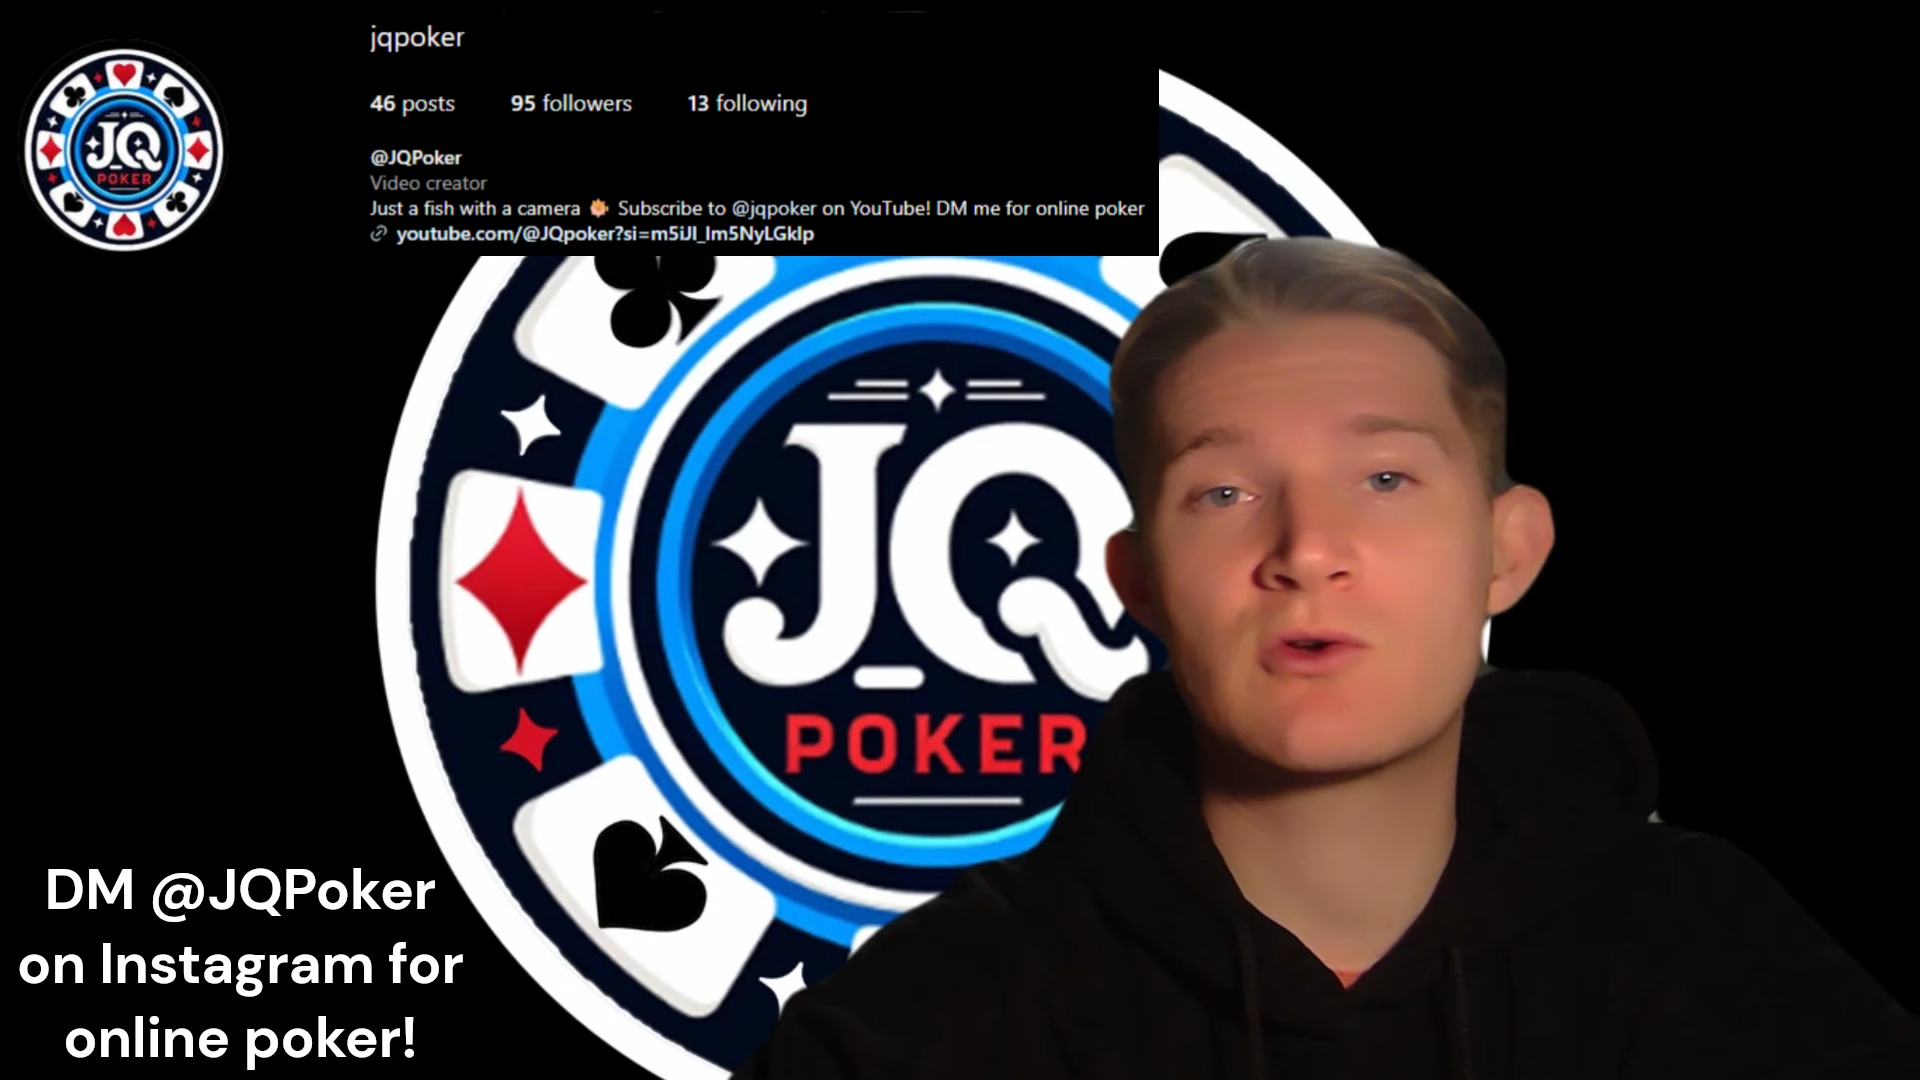 jqpoker
46 posts 95 followers 13 following
@JQPoker
Video creator
Just a fish with a camera 🐡 Subscribe to @jqpoker on YouTube! DM me for online poker
youtube.com/@JQpoker?si=m5iJl_lm5NyLGklp
JQ
POKER
JQ
POKER
DM @JQPoker
on Instagram for
online poker!